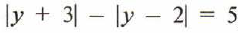 |y + 3| − |y − 2| = 5